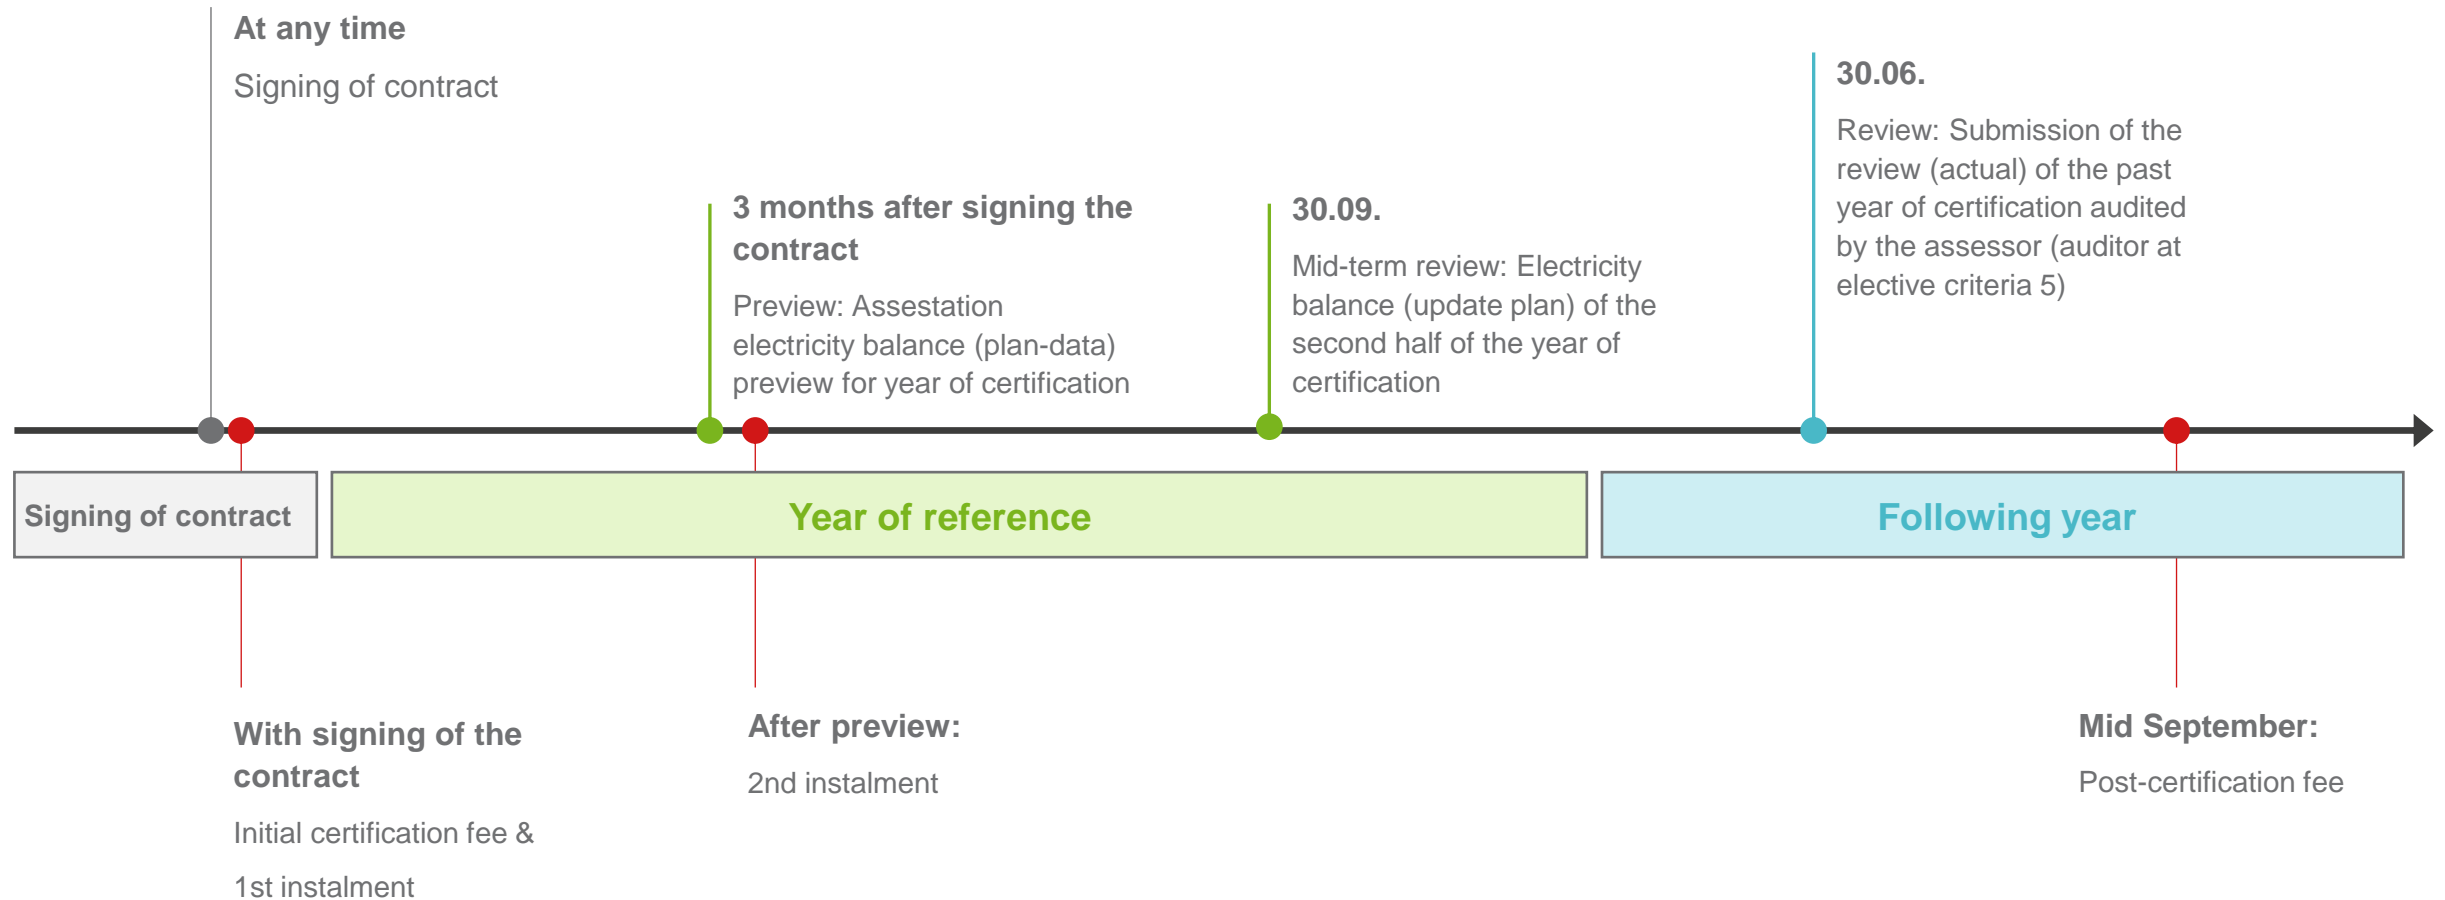 At any time
Signing of contract
3 months after signing the
contract
Preview: Assestation
electricity balance (plan-data)
preview for year of certification
30.09.
Mid-term review: Electricity
balance (update plan) of the
second half of the year of
certification
30.06.
Review: Submission of the
review (actual) of the past
year of certification audited
by the assessor (auditor at
elective criteria 5)
Signing of contract
Year of reference
Following year
With signing of the
contract
Initial certification fee &
1st instalment
After preview:
2nd instalment
Mid September:
Post-certification fee